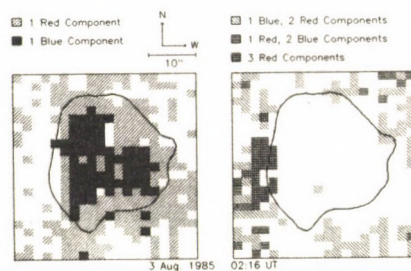 1 Red Component
1 Blue Component
N
W
10"
1 Blue, 2 Red Components
1 Red, 2 Blue Components
3 Red Components
3 Aug 1985
02:16 UT